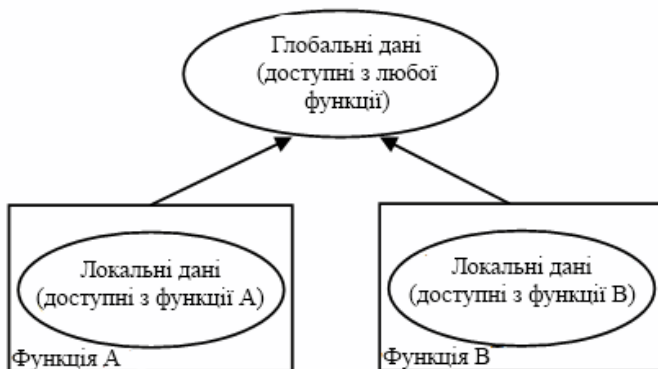 Глобальні дані
(доступні з любої
функції)
Локальні дані
(доступні з функції А)
Функція А
Локальні дані
(доступні з функції В)
Функція В